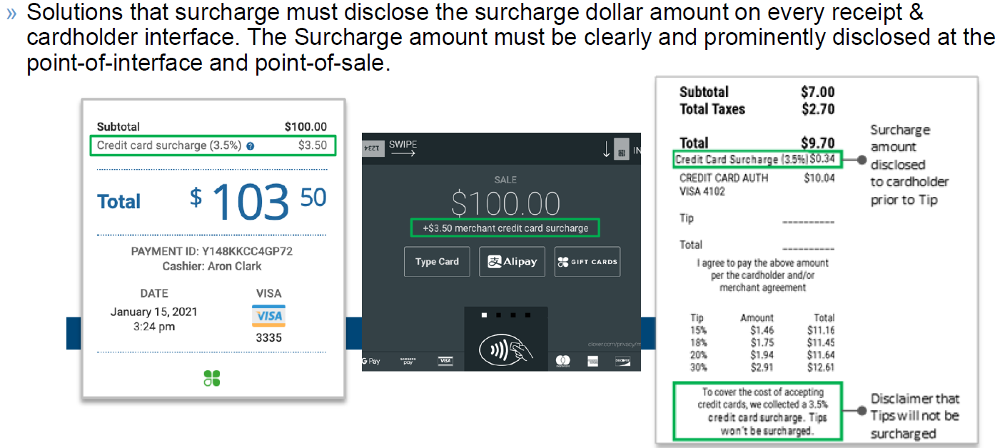 » Solutions that surcharge must disclose the surcharge dollar amount on every receipt &
cardholder interface. The Surcharge amount must be clearly and prominently disclosed at the
point-of-interface and point-of-sale.
Subtotal $100.00
Credit card surcharge (3.5%) ? $3.50
Total $ 103 50
PAYMENT ID: Y148KKCC4GP72
Cashier: Aron Clark
DATE VISA
January 15, 2021 VISA
3:24 pm 3335
1234 SWIPE
IN
SALE
$100.00
+$3.50 merchant credit card surcharge
Type Card Alipay GIFT CARDS
clover.com/privacy/m
G Pay SAMSUNG pay VISA mastercard DISCOVER
Subtotal $7.00
Total Taxes $2.70
Total $9.70
Credit Card Surcharge (3.5%) $0.34
CREDIT CARD AUTH $10.04
VISA 4102
Tip
Total
I agree to pay the above amount
per the cardholder and/or
merchant agreement
Tip Amount Total
15% $1.46 $11.16
18% $1.75 $11.45
20% $1.94 $11.64
30% $2.91 $12.61
To cover the cost of accepting
credit cards, we collected a 3.5%
credit card surcharge. Tips
won't be surcharged.
Surcharge
amount
disclosed
to cardholder
prior to Tip
Disclaimer that
Tips will not be
surcharged